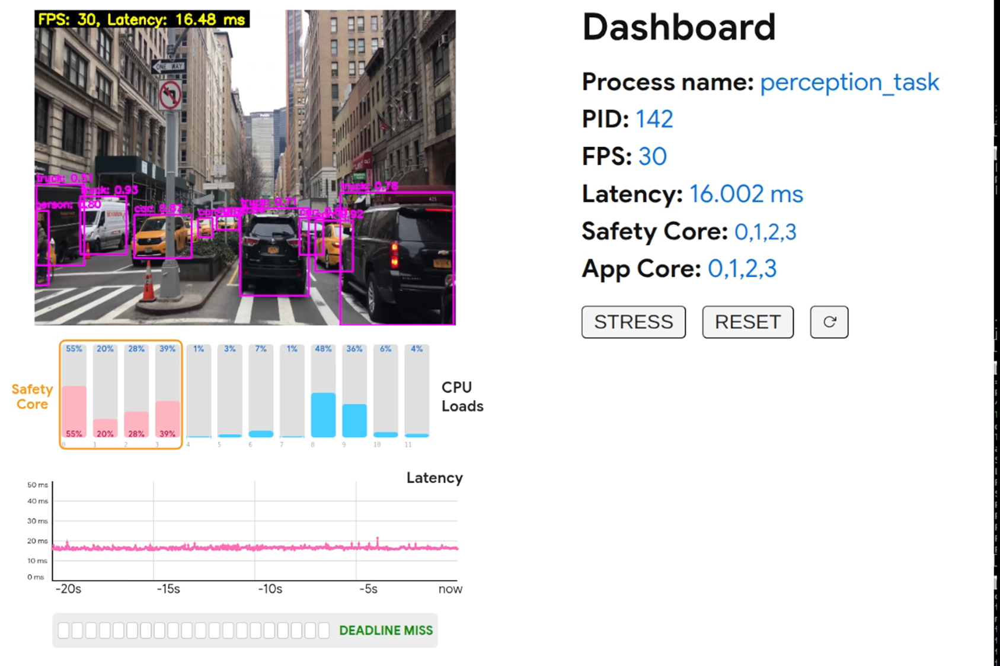 FPS: 30, Latency: 16.48 ms
ONE WAY
truck: 0.51
truck: 0.93
person: 0.80
car: 0.97
truck: 0.71
truck: 0.78
425
55% 20% 28% 39% 1% 3% 7% 1% 48% 36% 6% 4%
Safety
Core
55% 20% 28% 39%
0 1 2 3 4 5 6 7 8 9 10 11
CPU
Loads
Latency
50 ms
40 ms
30 ms
20 ms
10 ms
0 ms
-20s -15s -10s -5s now
DEADLINE MISS
Dashboard
Process name: perception_task
PID: 142
FPS: 30
Latency: 16.002 ms
Safety Core: 0,1,2,3
App Core: 0,1,2,3
STRESS RESET